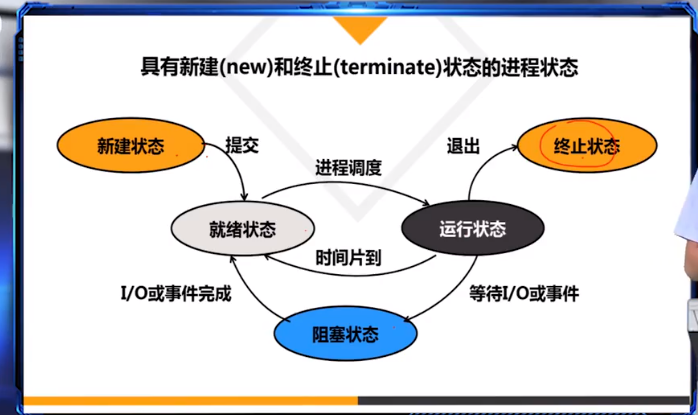 具有新建(new)和终止(terminate)状态的进程状态
新建状态
提交
进程调度
退出
终止状态
就绪状态
运行状态
时间片到
I/O或事件完成
等待I/O或事件
阻塞状态